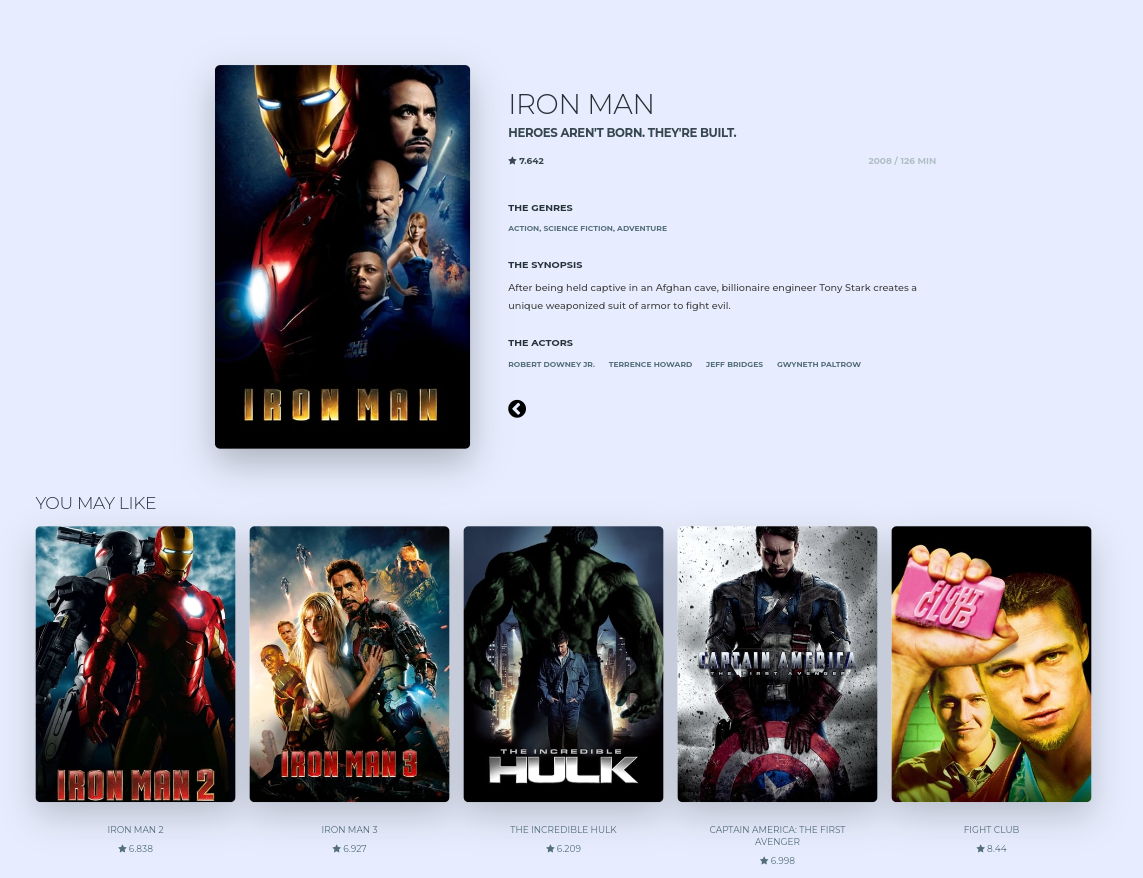 IRON MAN
IRON MAN
HEROES AREN'T BORN. THEY'RE BUILT.
7.642
2008 / 126 MIN
THE GENRES
ACTION, SCIENCE FICTION, ADVENTURE
THE SYNOPSIS
After being held captive in an Afghan cave, billionaire engineer Tony Stark creates a
unique weaponized suit of armor to fight evil.
THE ACTORS
ROBERT DOWNEY JR. TERRENCE HOWARD JEFF BRIDGES GWYNETH PALTROW
YOU MAY LIKE
IRON MAN 2
IRON MAN 3
THE INCREDIBLE
HULK
CAPTAIN AMERICA
THE FIRST AVENGER
FIGHT
CLUB
IRON MAN 2
6.838
IRON MAN 3
6.927
THE INCREDIBLE HULK
6.209
CAPTAIN AMERICA: THE FIRST
AVENGER
6.998
FIGHT CLUB
8.44